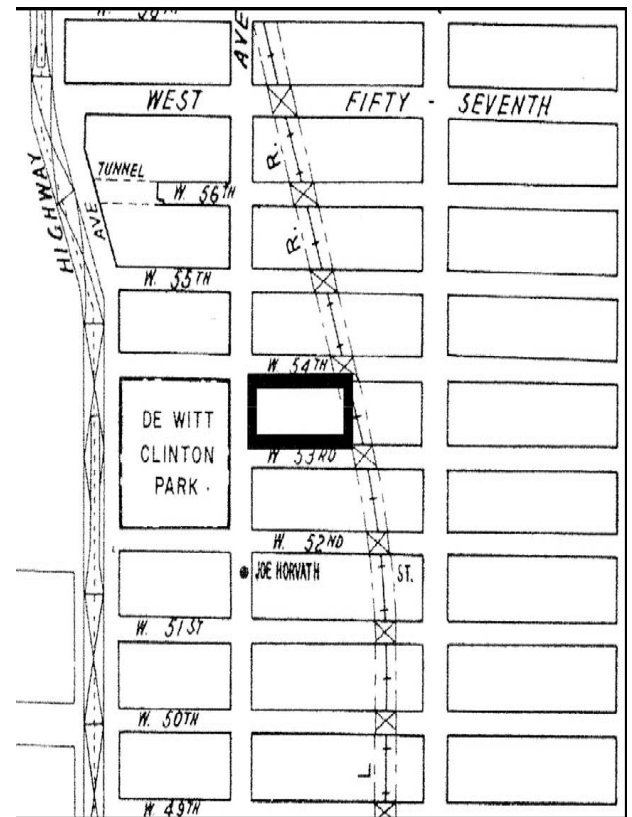 W. 58TH
AVE
WEST FIFTY - SEVENTH
R.
TUNNEL
W. 56TH
HIGHWAY
AVE
R.
W. 55TH
W. 54TH
DE WITT
CLINTON
PARK
W. 53RD
W. 52ND
JOE HORVATH ST.
W. 51ST
W. 50TH
L
W. 49TH